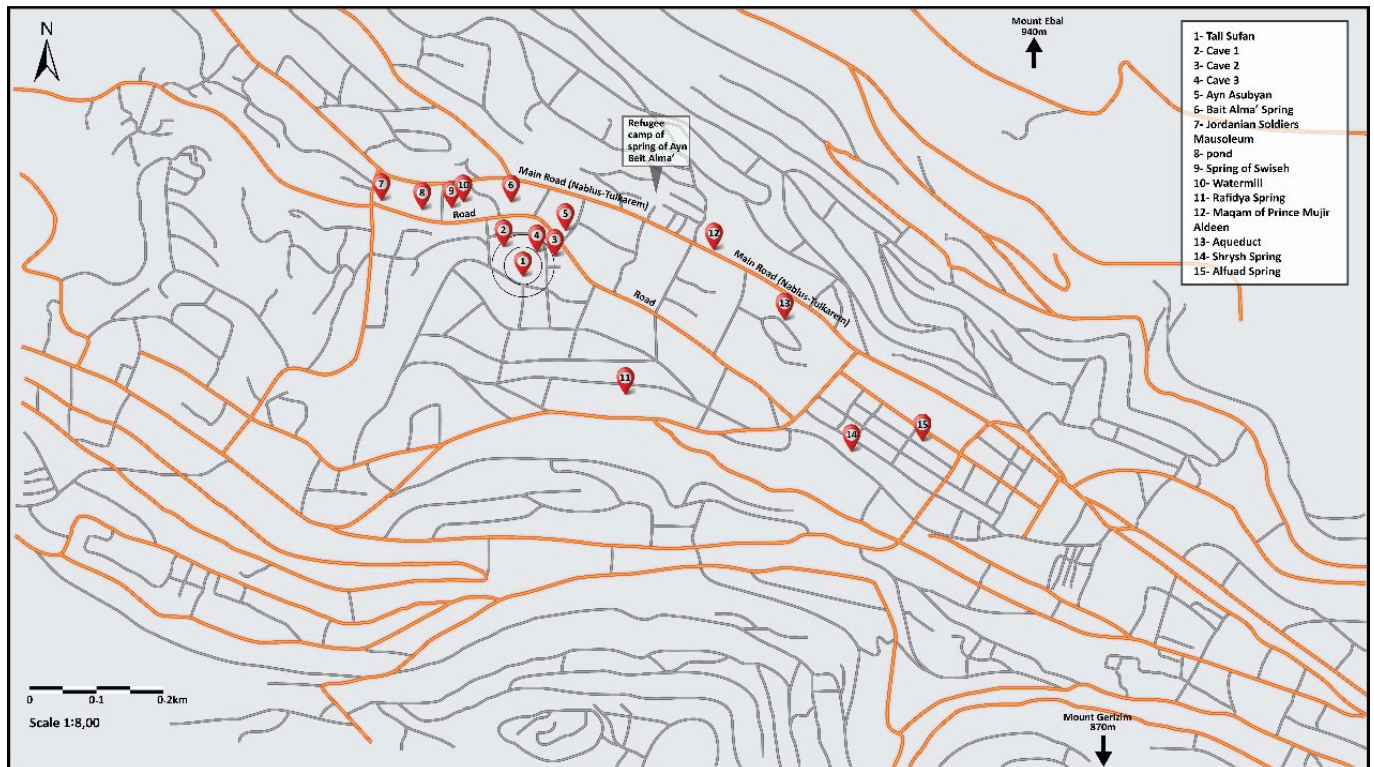 N
Mount Ebal
940m
1- Tall Sufan
2- Cave 1
3- Cave 2
4- Cave 3
5- Ayn Asubyan
6- Bait Alma' Spring
7- Jordanian Soldiers
Mausoleum
8- pond
9- Spring of Swiseh
10- Watermill
11- Rafidya Spring
12- Maqam of Prince Mujir
Aldeen
13- Aqueduct
14- Shrysh Spring
15- Alfuad Spring
Refugee
camp of
spring of Ayn
Beit Alma'
Main Road (Nablus-Tulkarem)
7
8
9
10
6
Road
5
2
4
3
12
1
Main Road (Nablus-Tulkarem)
Road
13
11
14
15
0 0.1 0.2km
Scale 1:8,00
Mount Gerizim
870m